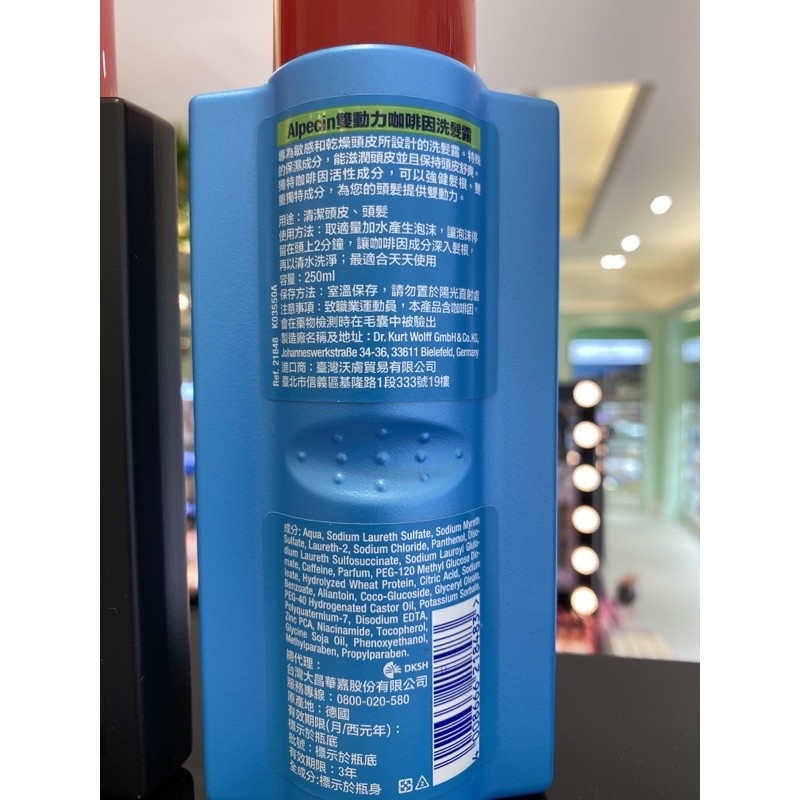 Alpecin雙動力咖啡因洗髮露
專為敏感和乾燥頭皮所設計的洗髮露。特殊
的保濕成分，能滋潤頭皮並且保持頭皮舒爽。
獨特咖啡因活性成分，可以強健髮根。雙
重獨特成分，為您的頭髮提供雙動力。
用途：清潔頭皮、頭髮
使用方法：取適量加水產生泡沫，讓泡沫停
留在頭上2分鐘，讓咖啡因成分深入髮根，
再以清水洗淨；最適合天天使用
容量：250ml
保存方法：室溫保存，請勿置於陽光直射處
注意事項：致職業運動員，本產品含咖啡因，
會在藥物檢測時在毛囊中被驗出
製造廠名稱及地址：Dr. Kurt Wolff GmbH & Co. KG,
Johanneswerkstraße 34-36, 33611 Bielefeld, Germany
進口商：臺灣沃膚貿易有限公司
臺北市信義區基隆路1段333號19樓
Ref. 21848 K03550A
成分: Aqua, Sodium Laureth Sulfate, Sodium Myreth
Sulfate, Laureth-2, Sodium Chloride, Panthenol, Diso-
dium Laureth Sulfosuccinate, Sodium Lauroyl Gluta-
mate, Caffeine, Parfum, PEG-120 Methyl Glucose Dio-
leate, Hydrolyzed Wheat Protein, Citric Acid, Sodium
Benzoate, Allantoin, Coco-Glucoside, Glyceryl Oleate,
PEG-40 Hydrogenated Castor Oil, Potassium Sorbate,
Polyquaternium-7, Disodium EDTA,
Zinc PCA, Niacinamide, Tocopherol,
Glycine Soja Oil, Phenoxyethanol,
Methylparaben, Propylparaben.
總代理：
DKSH
台灣大昌華嘉股份有限公司
服務專線：0800-020-580
原產地：德國
有效期限(月/西元年)：
標示於瓶底
批號：標示於瓶底
有效期限：3年
全成分:標示於瓶身
4 008666 218483 >